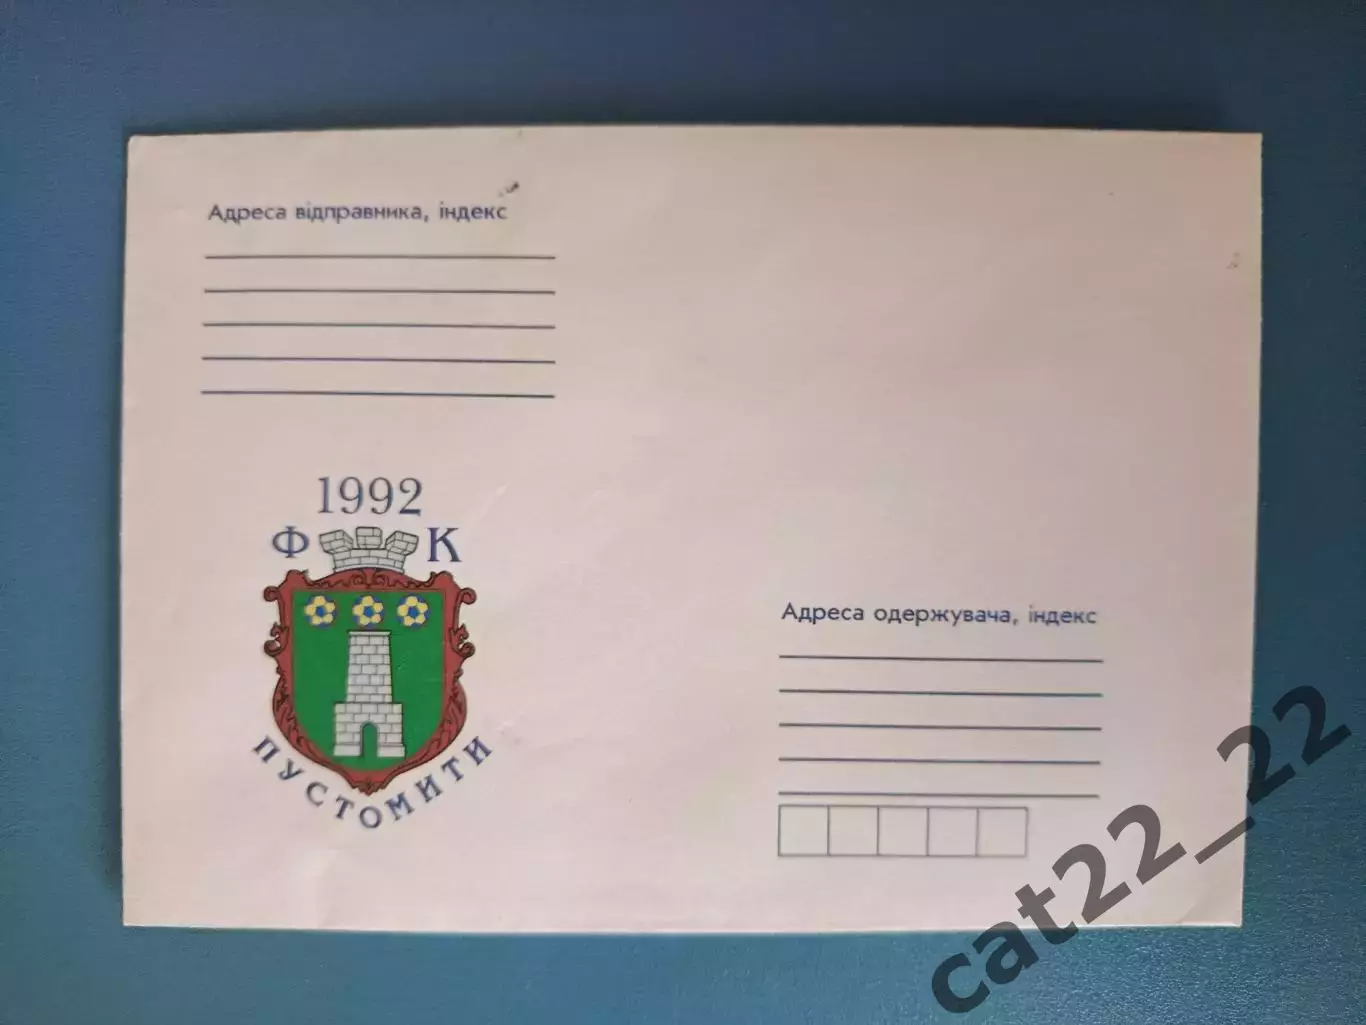 Адреса відправника, індекс
1992
Ф К
ПУСТОМИТИ
Адреса одержувача, індекс
cat22_22